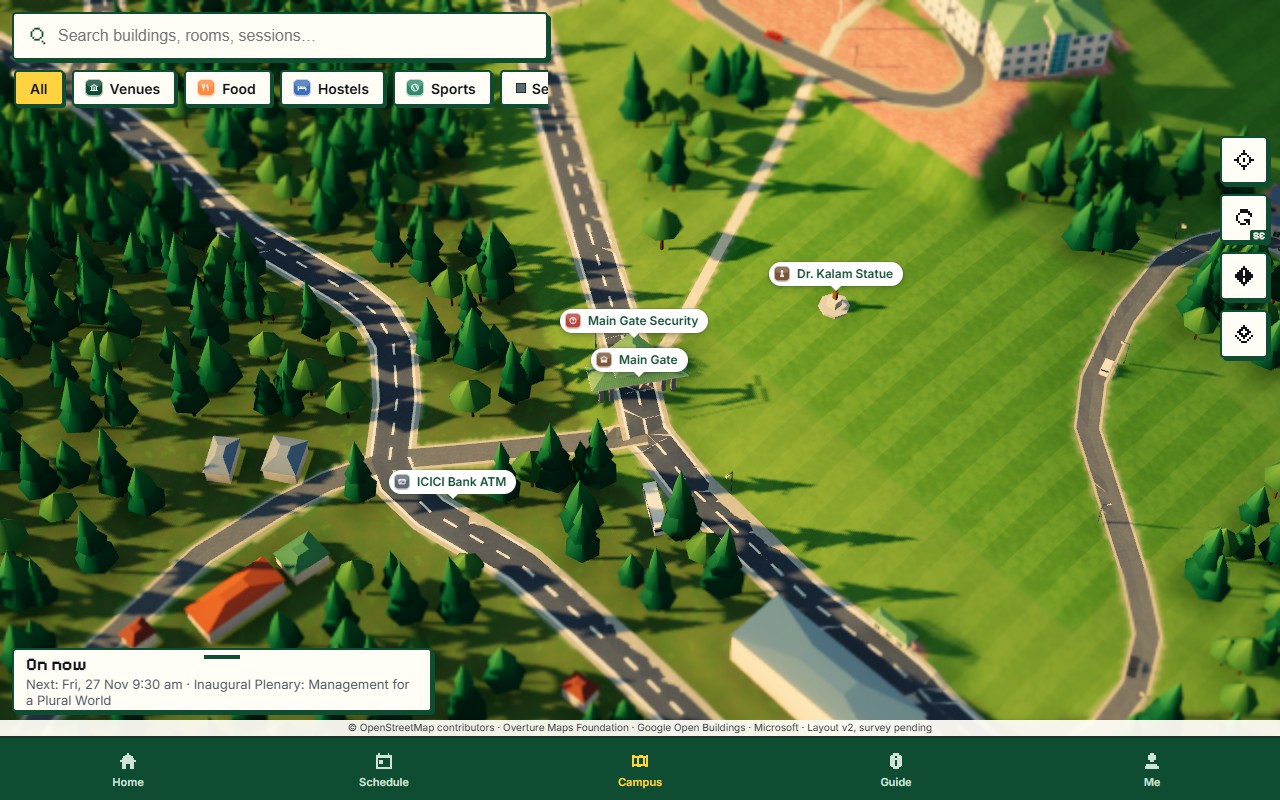 Search buildings, rooms, sessions…
All
Venues
Food
Hostels
Sports
Se
SE
Dr. Kalam Statue
Main Gate Security
Main Gate
ICICI Bank ATM
On now
Next: Fri, 27 Nov 9:30 am · Inaugural Plenary: Management for
a Plural World
© OpenStreetMap contributors · Overture Maps Foundation · Google Open Buildings · Microsoft · Layout v2, survey pending
Home
Schedule
Campus
Guide
Me